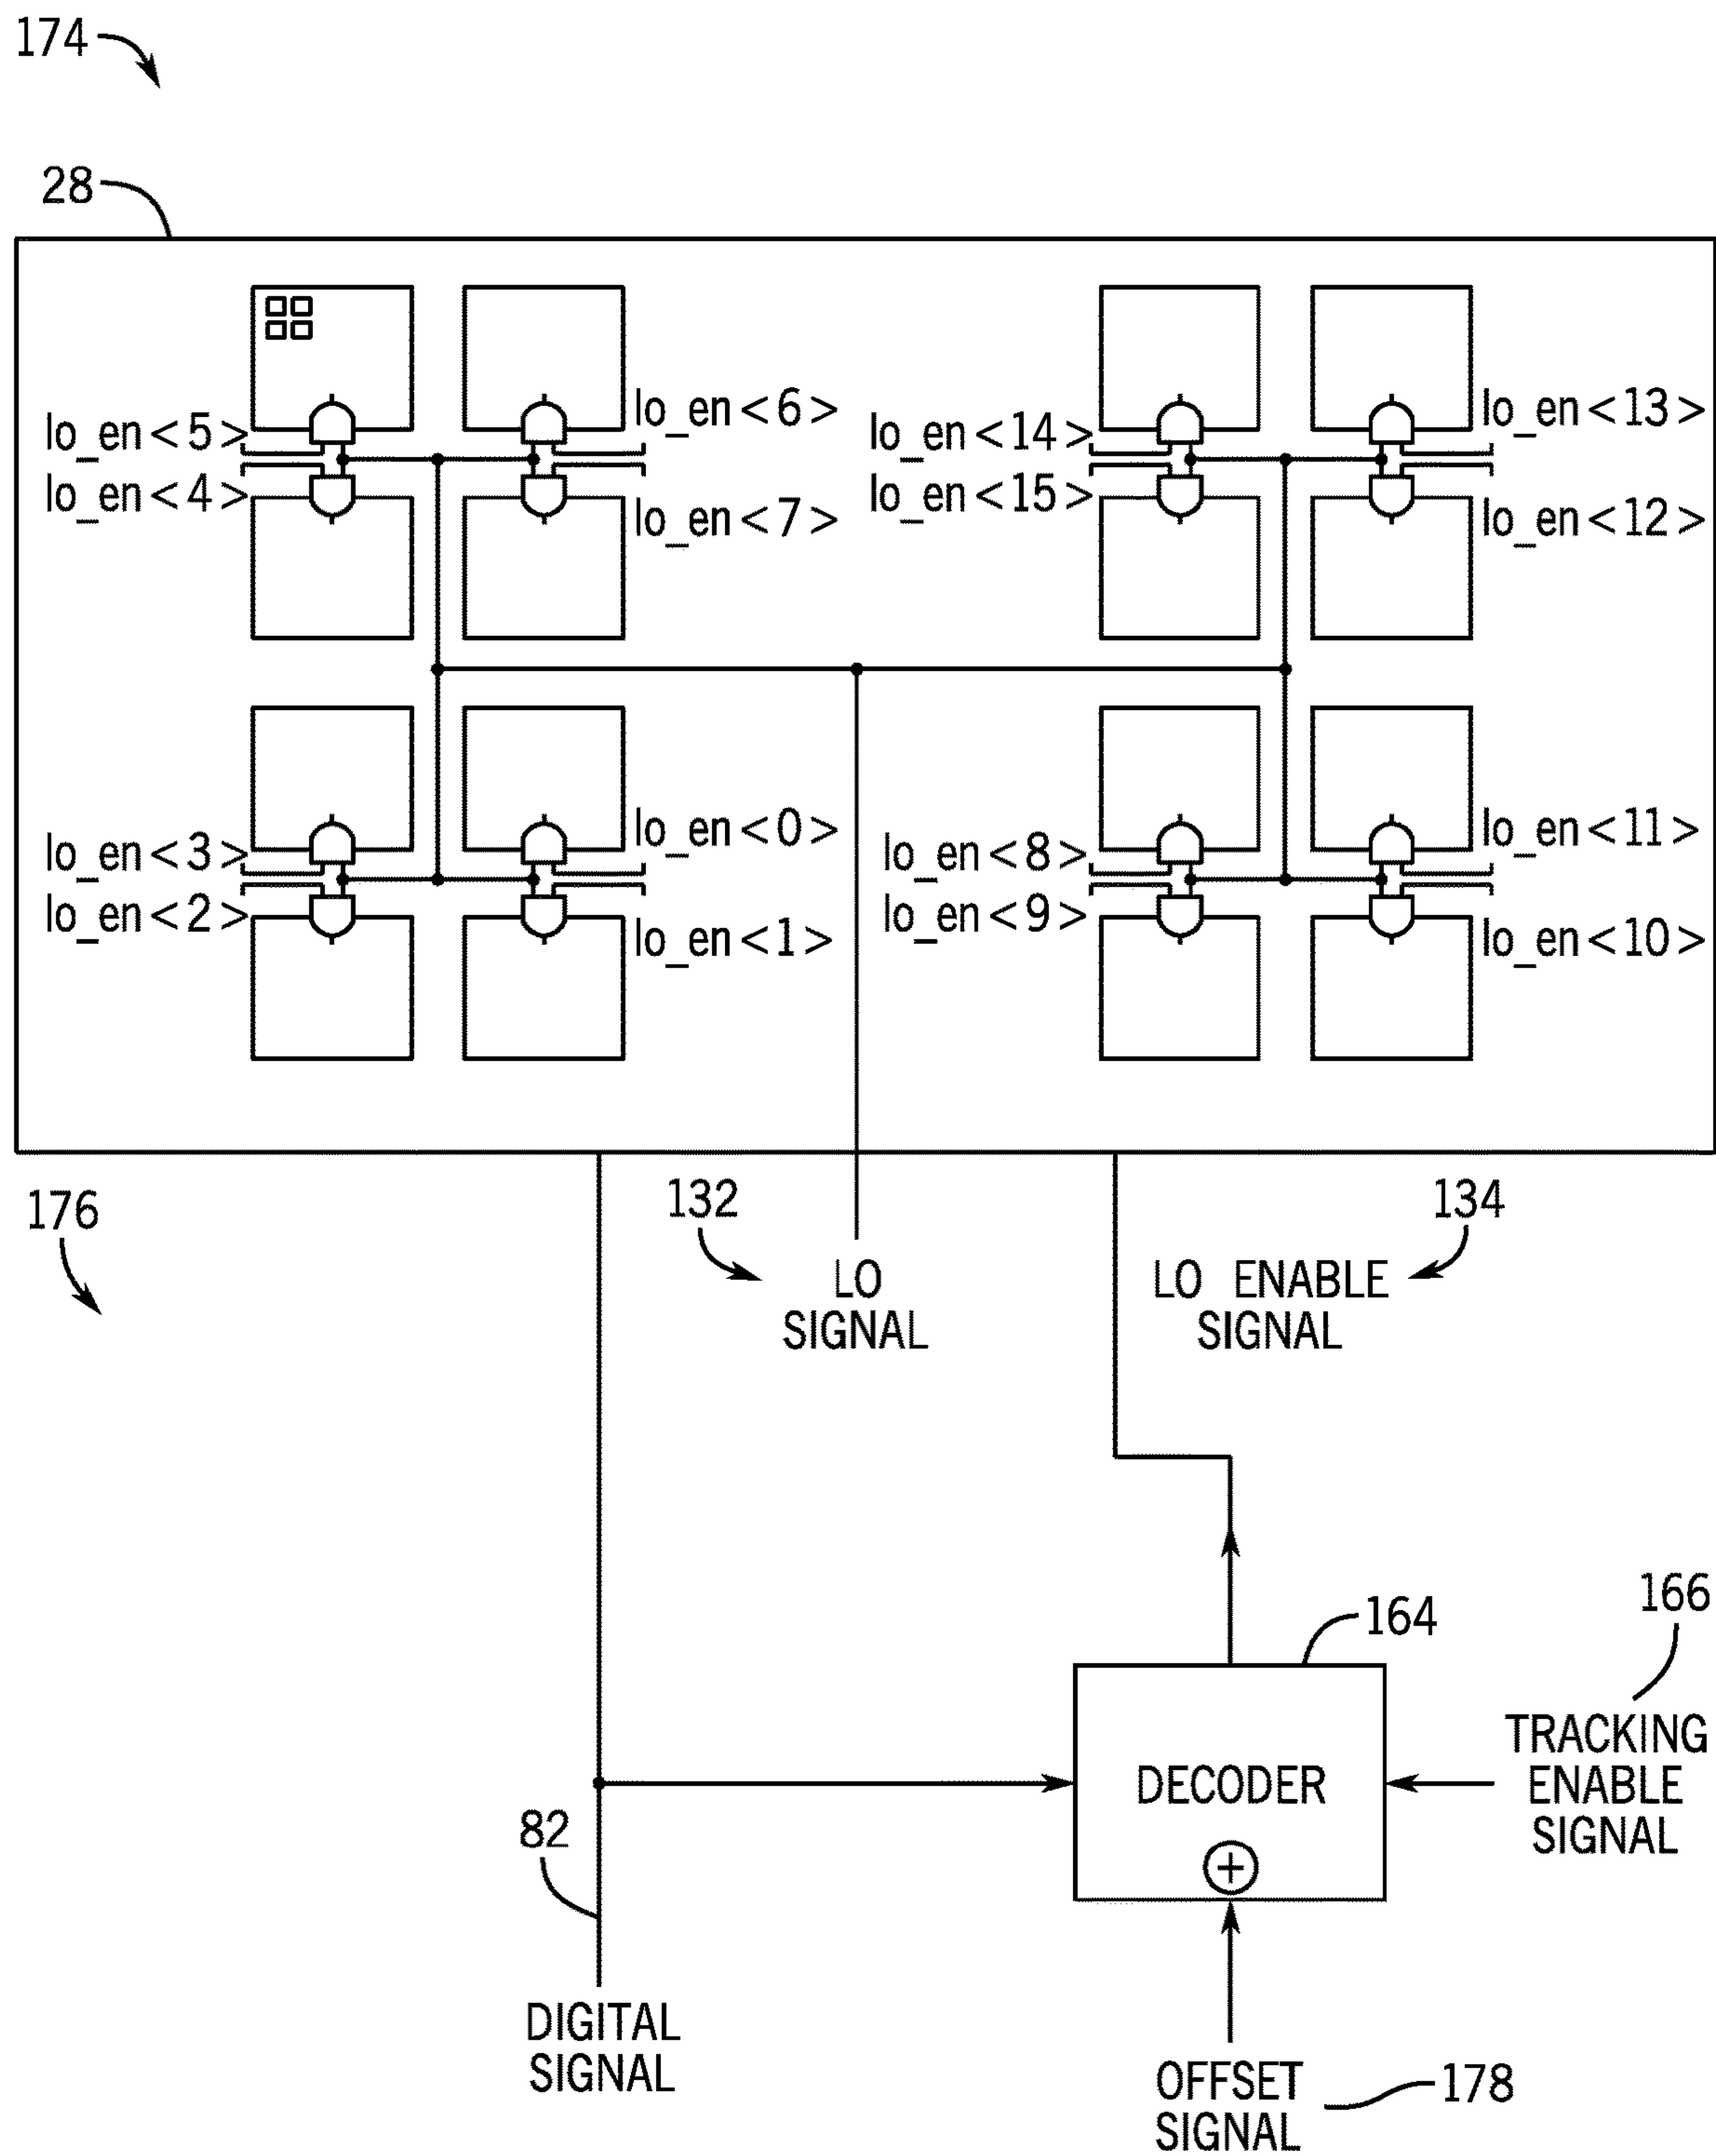 174
28
lo_en<5>
lo_en<6>
lo_en<14>
lo_en<13>
lo_en<4>
lo_en<7>
lo_en<15>
lo_en<12>
lo_en<3>
lo_en<0>
lo_en<8>
lo_en<11>
lo_en<2>
lo_en<1>
lo_en<9>
lo_en<10>
176
132
134
LO
SIGNAL
LO ENABLE
SIGNAL
164
166
TRACKING
ENABLE
SIGNAL
DECODER
+
82
DIGITAL
SIGNAL
OFFSET
SIGNAL
178